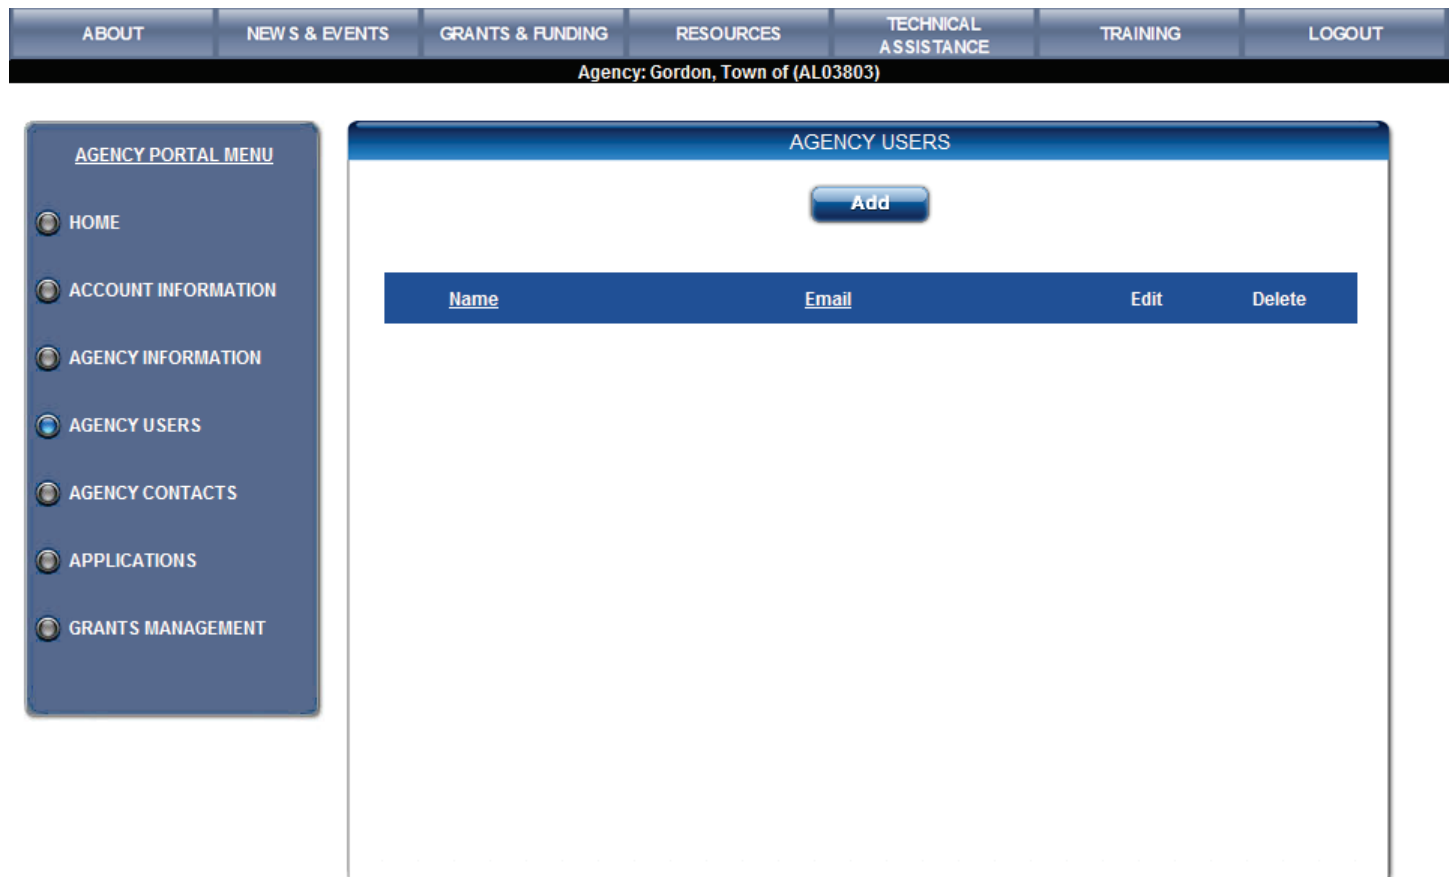 ABOUT NEWS & EVENTS GRANTS & FUNDING RESOURCES TECHNICAL ASSISTANCE TRAINING LOGOUT
Agency: Gordon, Town of (AL03803)
AGENCY PORTAL MENU
HOME
ACCOUNT INFORMATION
AGENCY INFORMATION
AGENCY USERS
AGENCY CONTACTS
APPLICATIONS
GRANTS MANAGEMENT
AGENCY USERS
Add
Name Email Edit Delete